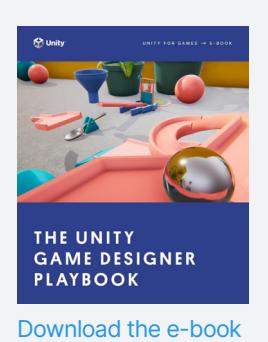 Unity
UNITY FOR GAMES → E-BOOK
THE UNITY
GAME DESIGNER
PLAYBOOK
Download the e-book